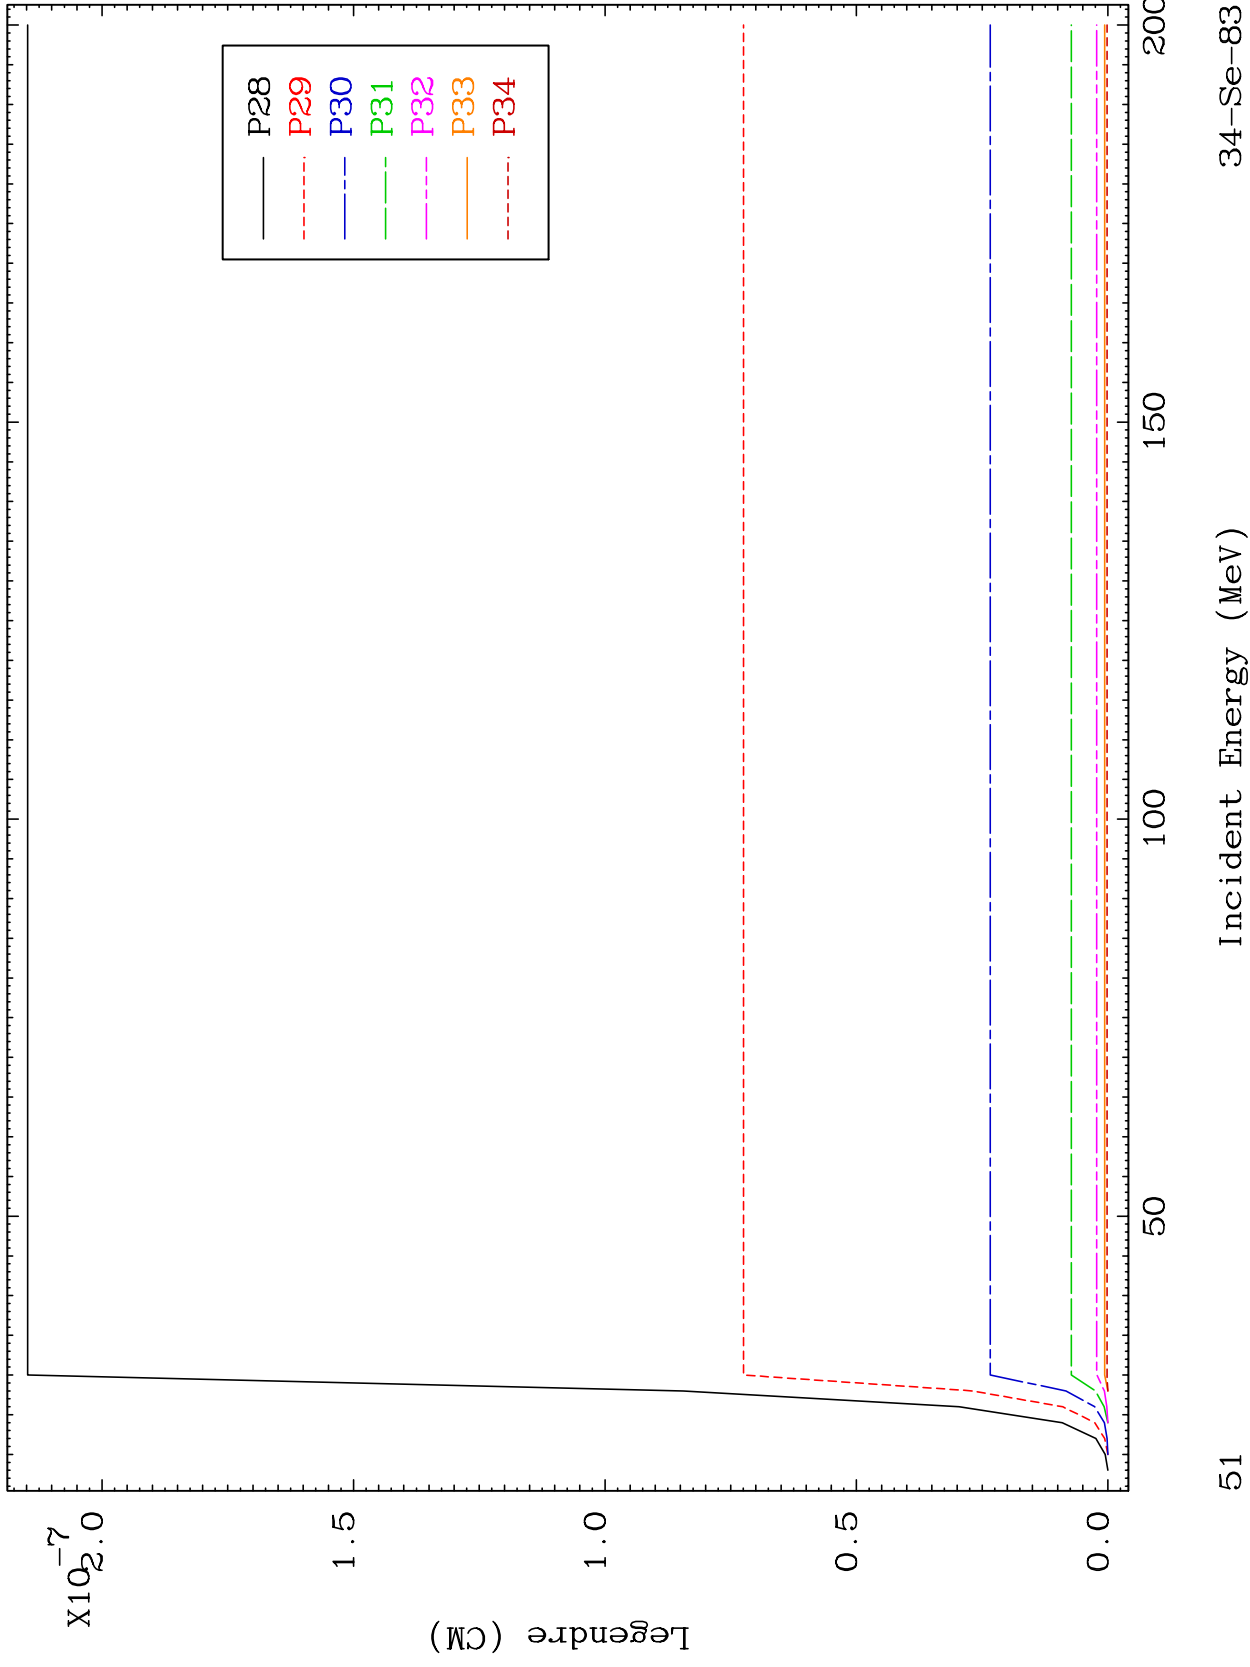 X10-7
2.0
1.5
1.0
0.5
0.0
Legendre (CM)
P28
P29
P30
P31
P32
P33
P34
50
100
150
200
Incident Energy (MeV)
51
34-Se-83